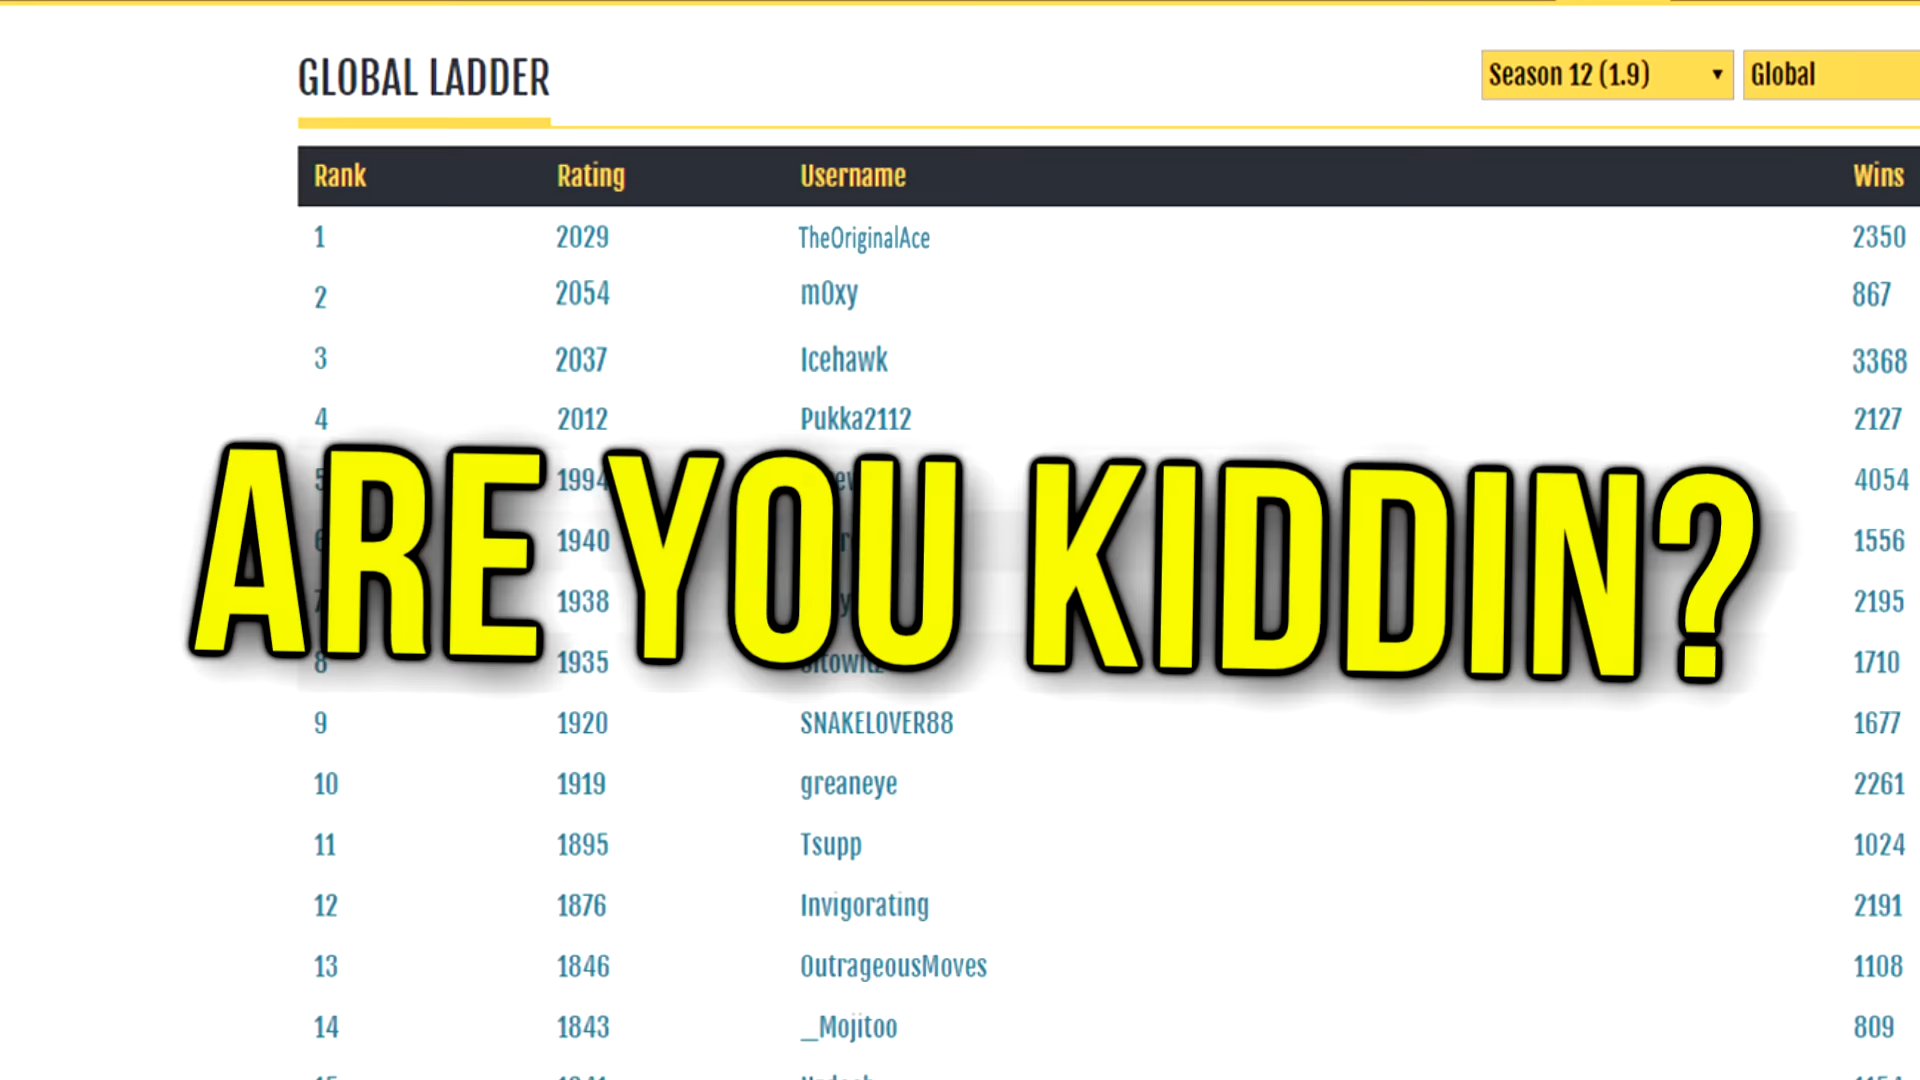 GLOBAL LADDER
Season 12 (1.9) Global
Rank Rating Username Wins
1 2029 TheOriginalAce 2350
2 2054 m0xy 867
3 2037 Icehawk 3368
4 2012 Pukka2112 2127
1994 4054
1940 1556
1938 2195
8 1935 1710
ARE YOU KIDDIN?
9 1920 SNAKELOVER88 1677
10 1919 greaneye 2261
11 1895 Tsupp 1024
12 1876 Invigorating 2191
13 1846 OutrageousMoves 1108
14 1843 _Mojitoo 809